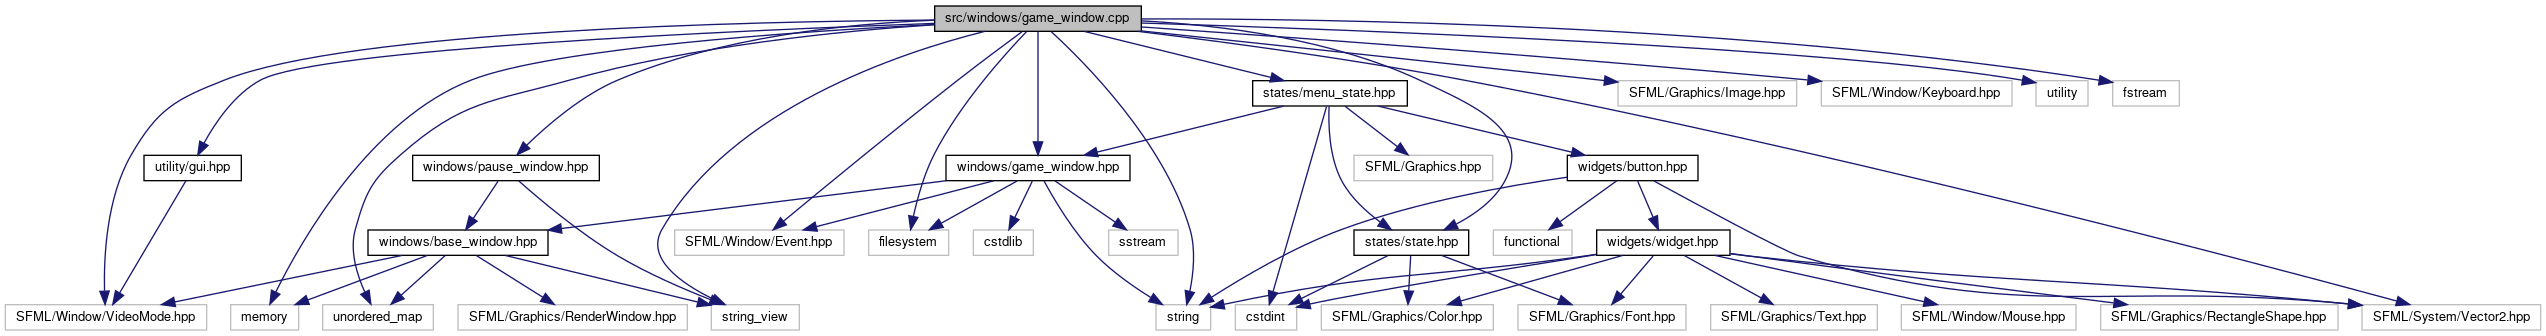 src/windows/game_window.cpp
states/menu_state.hpp
SFML/Graphics/Image.hpp
SFML/Window/Keyboard.hpp
utility
fstream
utility/gui.hpp
windows/pause_window.hpp
windows/game_window.hpp
SFML/Graphics.hpp
widgets/button.hpp
windows/base_window.hpp
SFML/Window/Event.hpp
filesystem
cstdlib
sstream
states/state.hpp
functional
widgets/widget.hpp
SFML/Window/VideoMode.hpp
memory
unordered_map
SFML/Graphics/RenderWindow.hpp
string_view
string
cstdint
SFML/Graphics/Color.hpp
SFML/Graphics/Font.hpp
SFML/Graphics/Text.hpp
SFML/Window/Mouse.hpp
SFML/Graphics/RectangleShape.hpp
SFML/System/Vector2.hpp